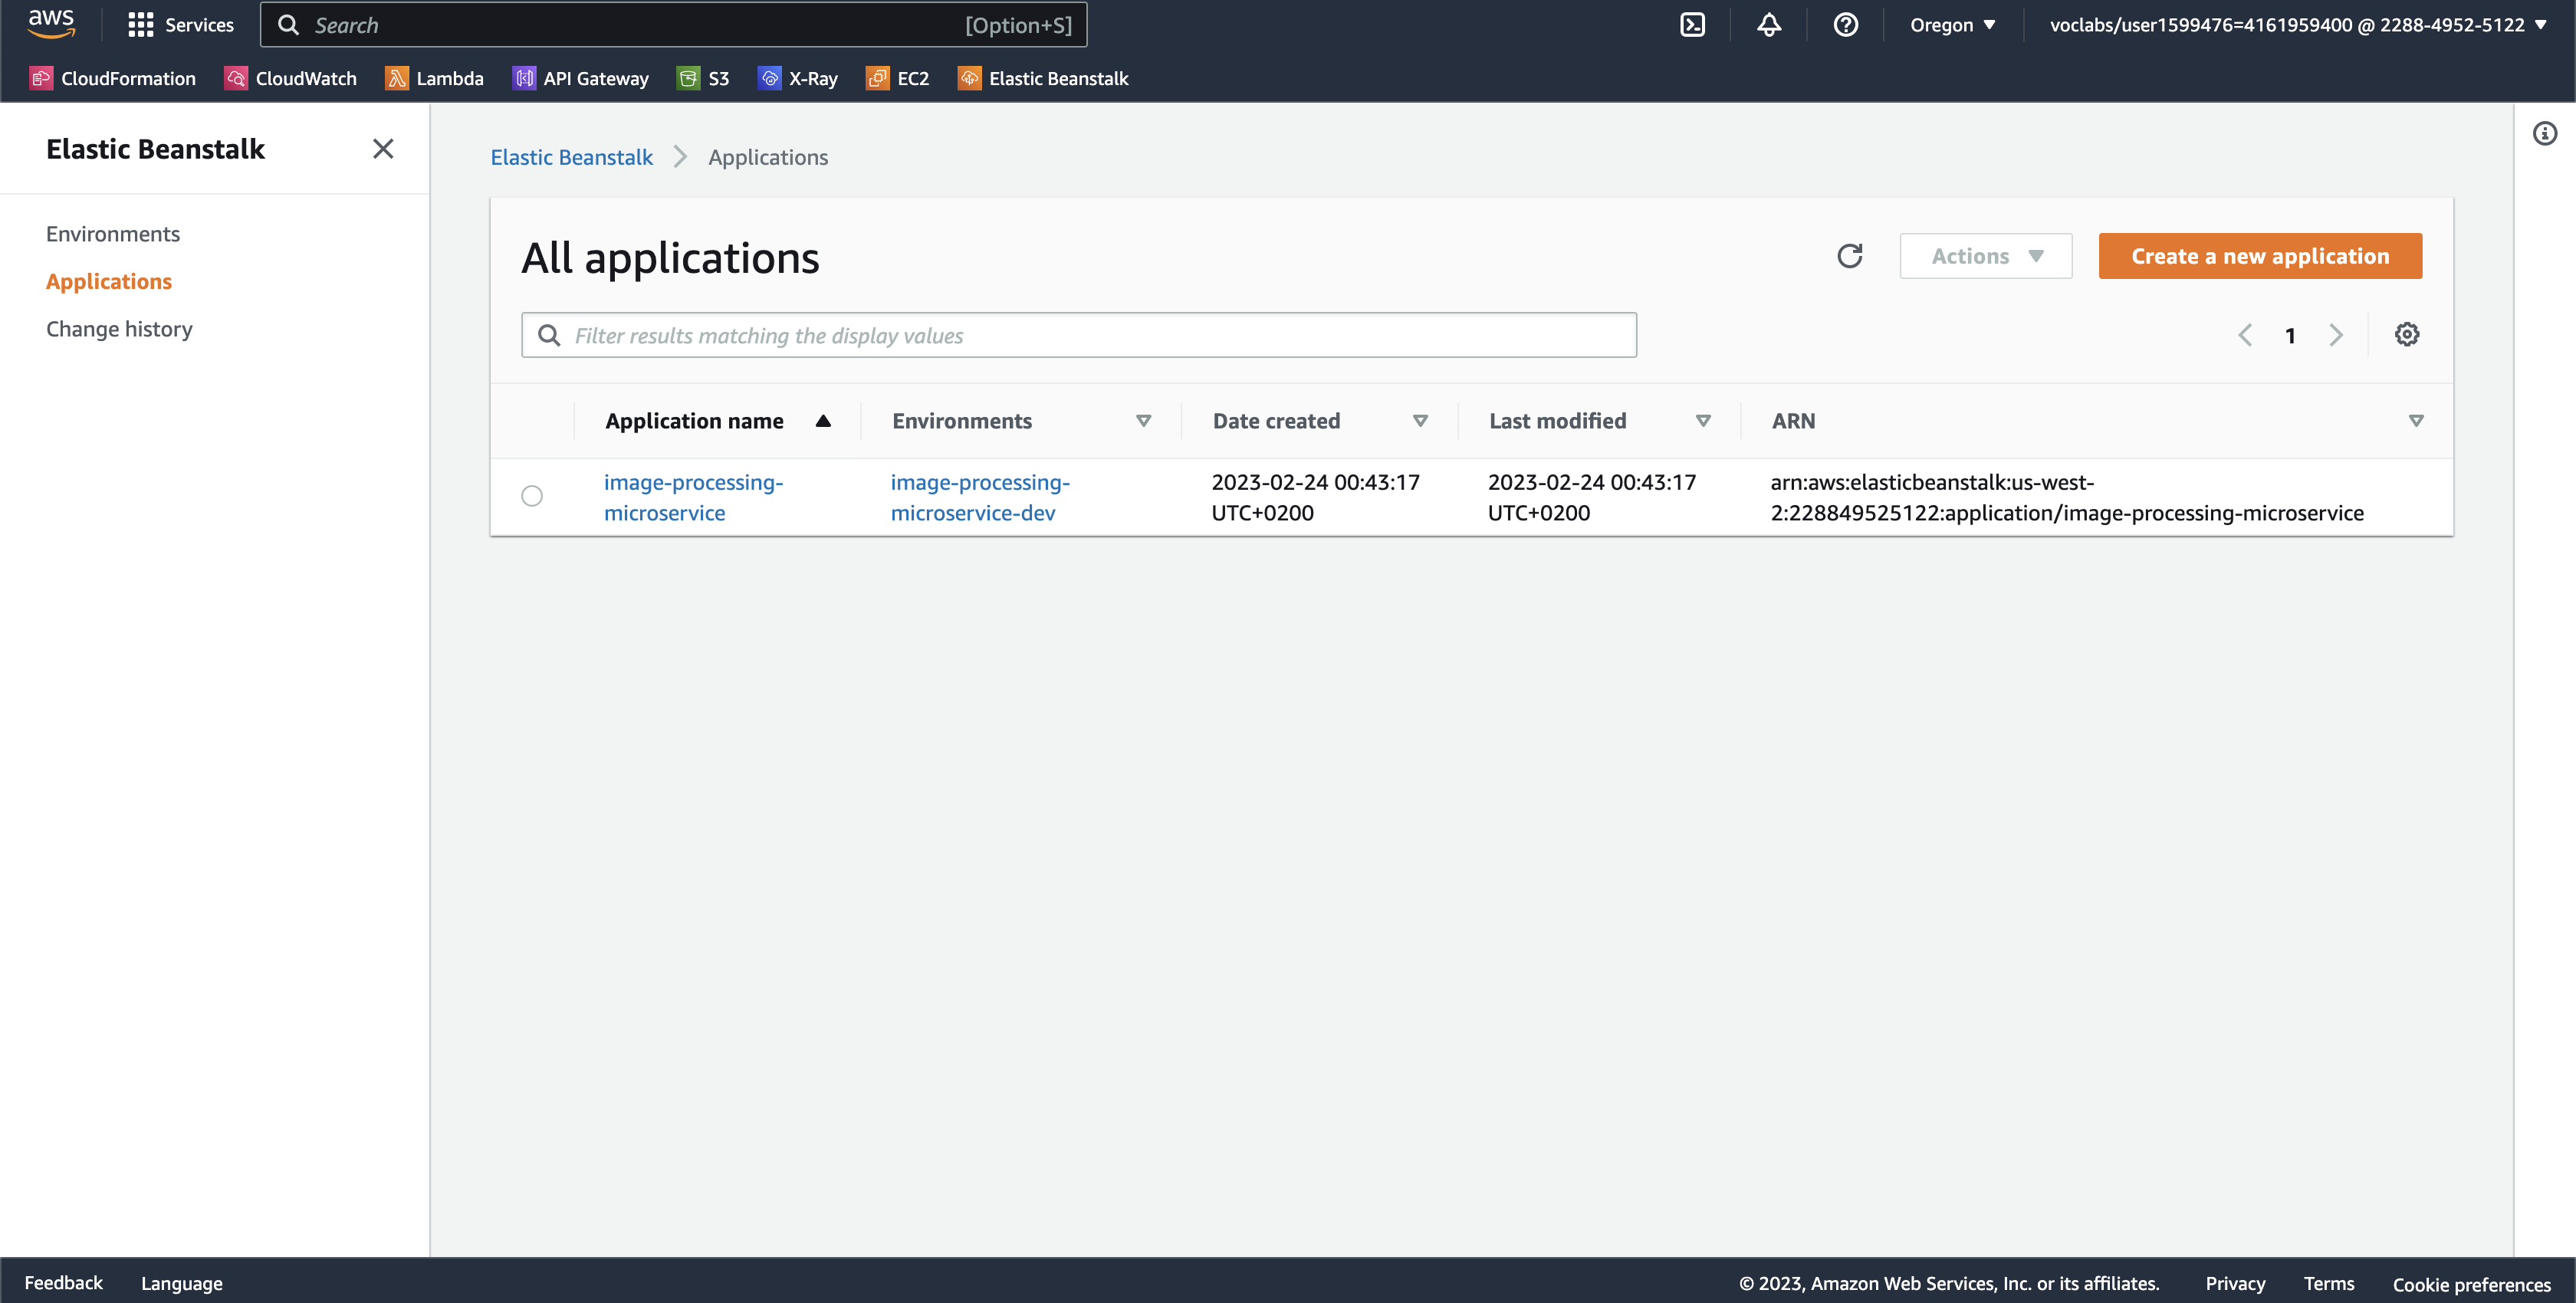 aws
Services
Search
[Option+S]
Oregon
voclabs/user1599476=4161959400 @ 2288-4952-5122
CloudFormation
CloudWatch
Lambda
API Gateway
S3
X-Ray
EC2
Elastic Beanstalk
Elastic Beanstalk
Environments
Applications
Change history
Elastic Beanstalk
Applications
All applications
Actions
Create a new application
Filter results matching the display values
1
Application name
Environments
Date created
Last modified
ARN
image-processing-
microservice
image-processing-
microservice-dev
2023-02-24 00:43:17
UTC+0200
2023-02-24 00:43:17
UTC+0200
arn:aws:elasticbeanstalk:us-west-
2:228849525122:application/image-processing-microservice
Feedback
Language
© 2023, Amazon Web Services, Inc. or its affiliates.
Privacy
Terms
Cookie preferences